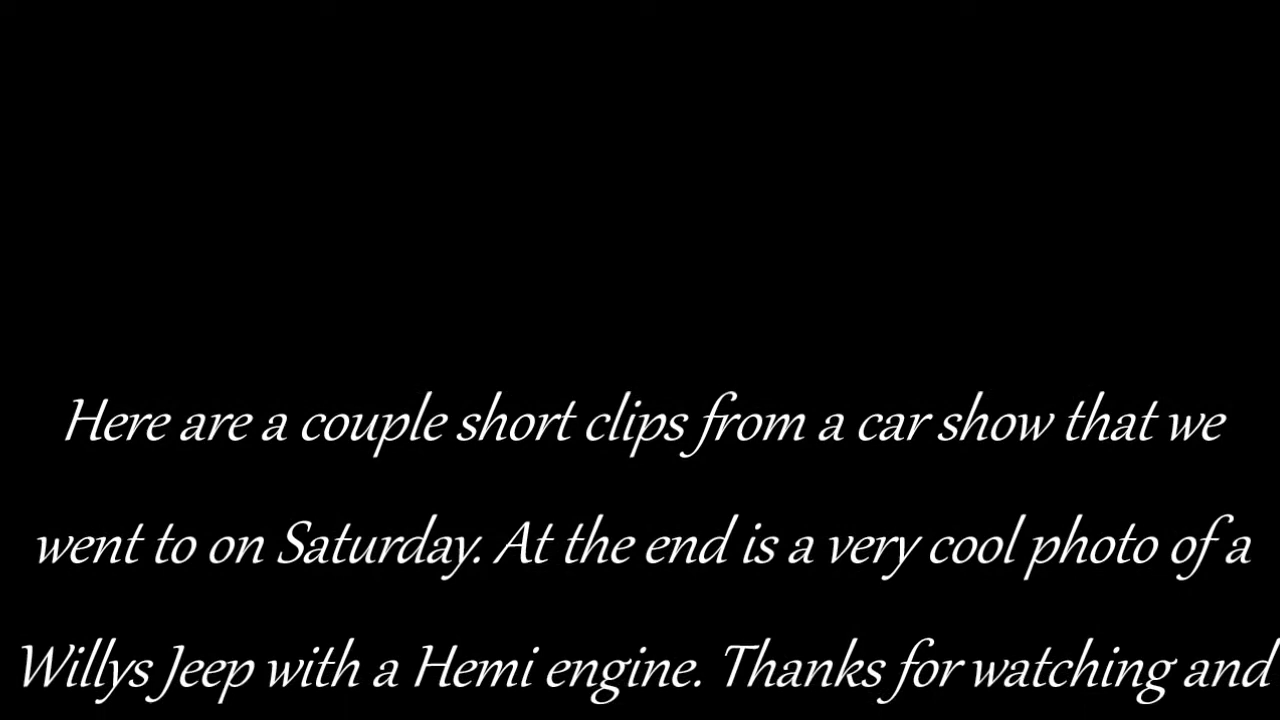 Here are a couple short clips from a car show that we
went to on Saturday. At the end is a very cool photo of a
Willys Jeep with a Hemi engine. Thanks for watching and